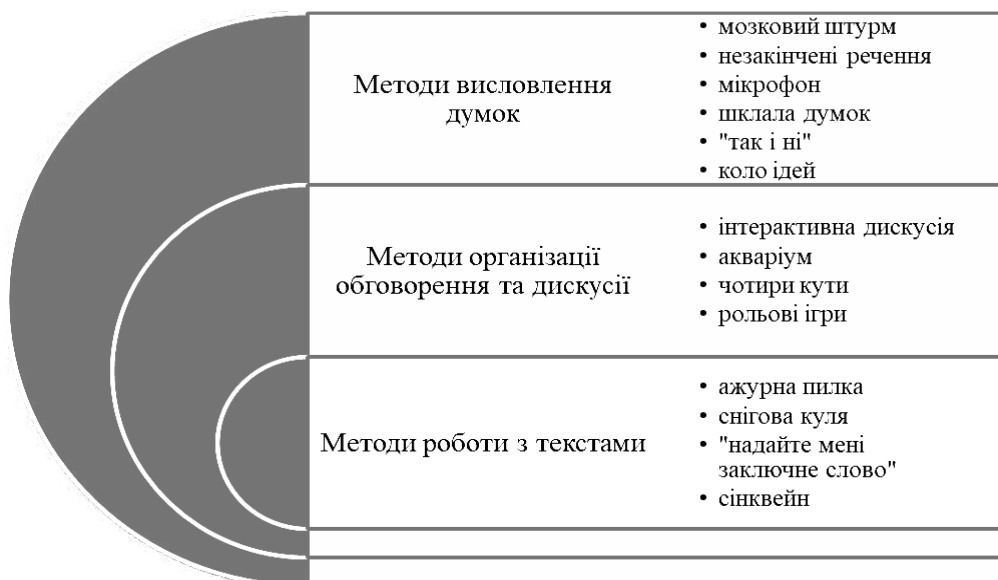 Методи висловлення
думок
• мозковий штурм
• незакінчені речення
• мікрофон
• шклала думок
• "так і ні"
• коло ідей
Методи організації
обговорення та дискусії
• інтерактивна дискусія
• акваріум
• чотири кути
• рольові ігри
Методи роботи з текстами
• ажурна пилка
• снігова куля
• "надайте мені
заключне слово"
• сінквейн